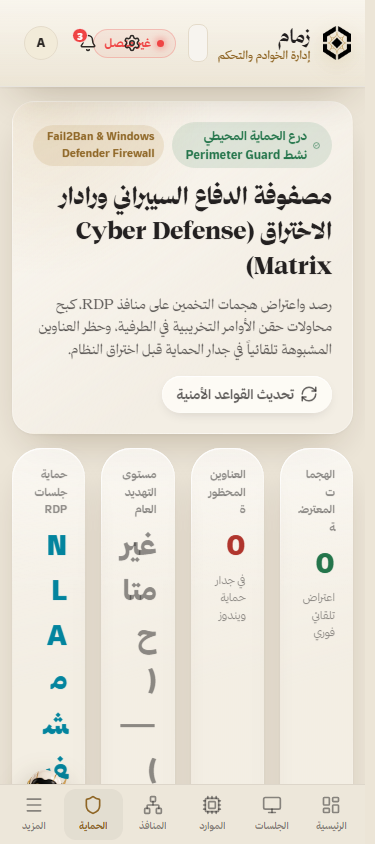 زمام
إدارة الخوادم والتحكم
3
A
درع الحماية المحيطي
نشط Perimeter Guard
Fail2Ban & Windows
Defender Firewall
مصفوفة الدفاع السيبراني ورادار
الاختراق (Cyber Defense
Matrix)
رصد واعتراض هجمات التخمين على منافذ RDP، كبح
محاولات حقن الأوامر التخريبية في الطرفية، وحظر العناوين
المشبوهة تلقائياً في جدار الحماية قبل اختراق النظام.
تحديث القواعد الأمنية
الهجما
ت
المعترض
ة
0
اعتراض
تلقائي
فوري
العناوين
المحظور
ة
0
في جدار
حماية
ويندوز
مستوى
التهديد
العام
غير
متا
ح
(
—
)
حماية
جلسات
RDP
N
L
A
م
ش
الرئيسية
الجلسات
الموارد
المنافذ
الحماية
المزيد